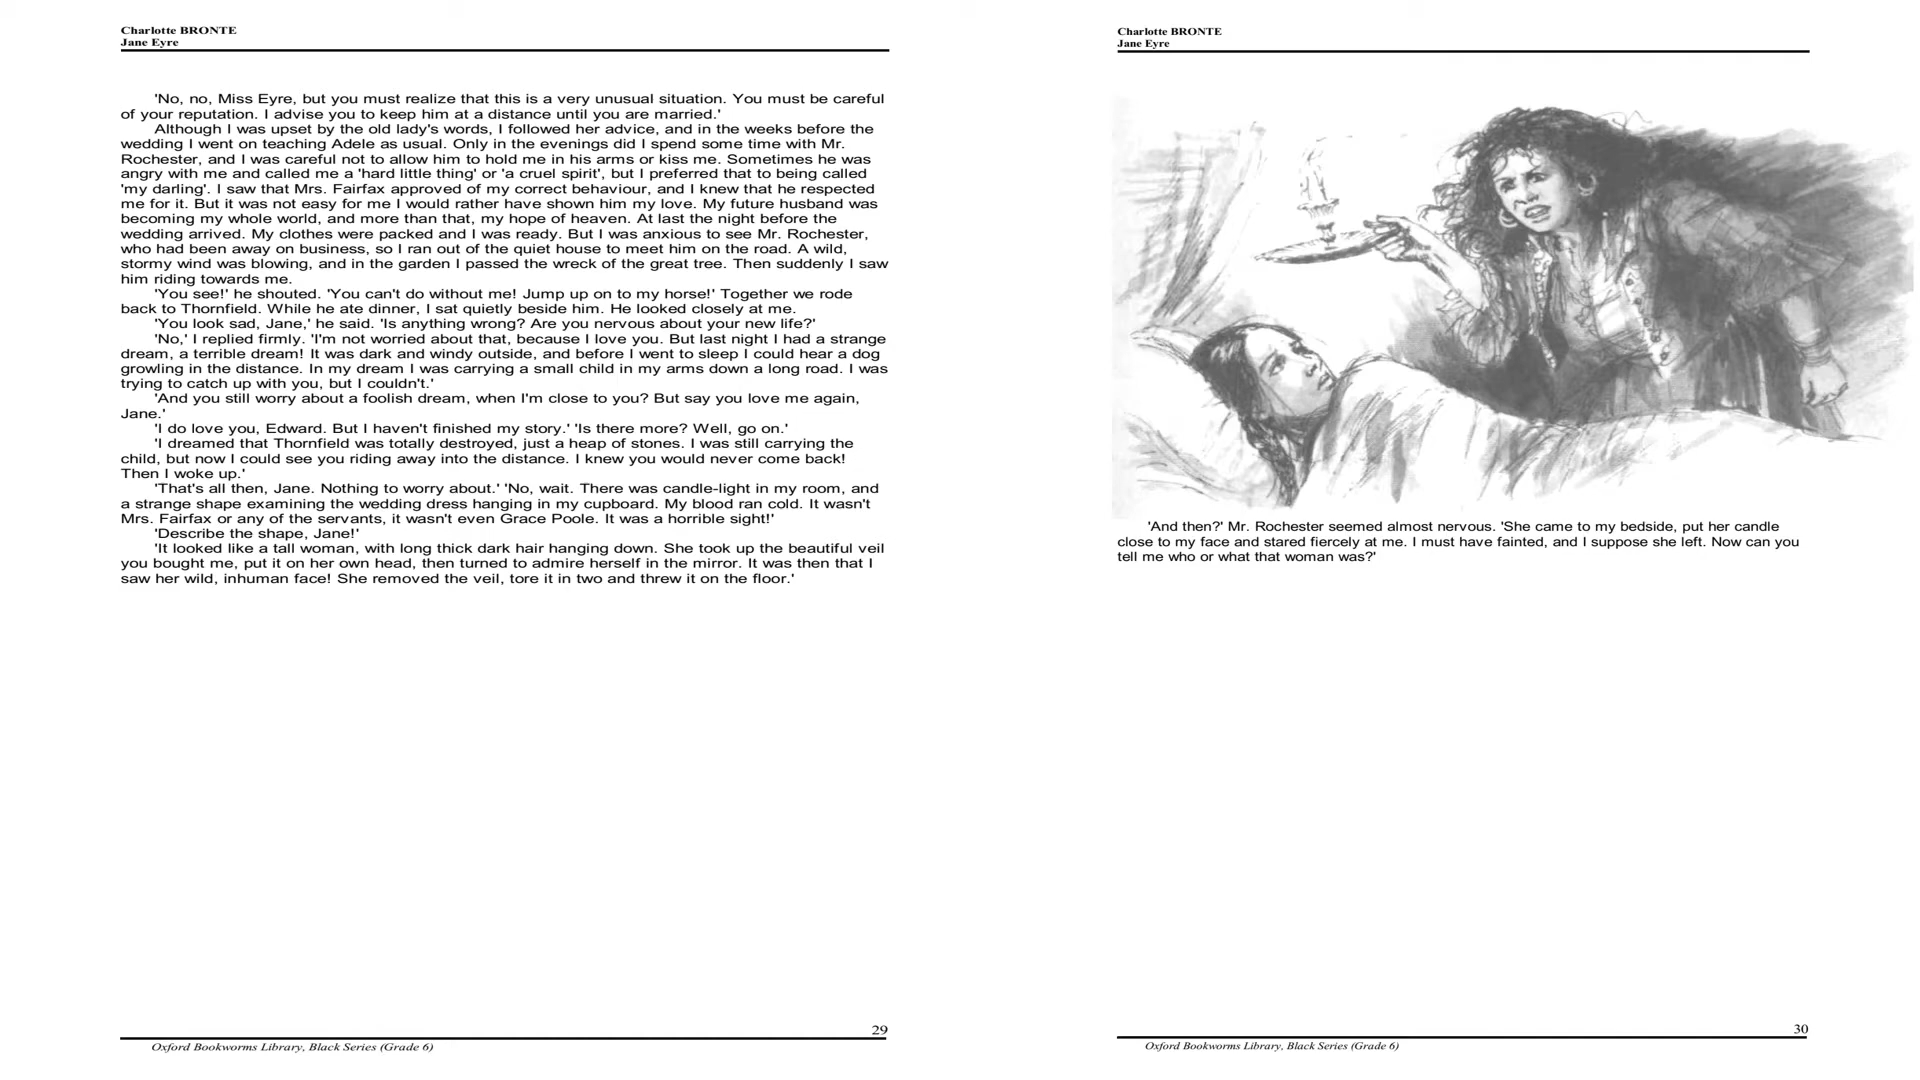 Charlotte BRONTE
Jane Eyre
'No, no, Miss Eyre, but you must realize that this is a very unusual situation. You must be careful
of your reputation. I advise you to keep him at a distance until you are married.'
Although I was upset by the old lady's words, I followed her advice, and in the weeks before the
wedding I went on teaching Adele as usual. Only in the evenings did I spend some time with Mr.
Rochester, and I was careful not to allow him to hold me in his arms or kiss me. Sometimes he was
angry with me and called me a 'hard little thing' or 'a cruel spirit', but I preferred that to being called
'my darling'. I saw that Mrs. Fairfax approved of my correct behaviour, and I knew that he respected
me for it. But it was not easy for me I would rather have shown him my love. My future husband was
becoming my whole world, and more than that, my hope of heaven. At last the night before the
wedding arrived. My clothes were packed and I was ready. But I was anxious to see Mr. Rochester,
who had been away on business, so I ran out of the quiet house to meet him on the road. A wild,
stormy wind was blowing, and in the garden I passed the wreck of the great tree. Then suddenly I saw
him riding towards me.
'You see!' he shouted. 'You can't do without me! Jump up on to my horse!' Together we rode
back to Thornfield. While he ate dinner, I sat quietly beside him. He looked closely at me.
'You look sad, Jane,' he said. 'Is anything wrong? Are you nervous about your new life?'
'No,' I replied firmly. 'I'm not worried about that, because I love you. But last night I had a strange
dream, a terrible dream! It was dark and windy outside, and before I went to sleep I could hear a dog
growling in the distance. In my dream I was carrying a small child in my arms down a long road. I was
trying to catch up with you, but I couldn't.'
'And you still worry about a foolish dream, when I'm close to you? But say you love me again,
Jane.'
'I do love you, Edward. But I haven't finished my story.' 'Is there more? Well, go on.'
'I dreamed that Thornfield was totally destroyed, just a heap of stones. I was still carrying the
child, but now I could see you riding away into the distance. I knew you would never come back!
Then I woke up.'
'That's all then, Jane. Nothing to worry about.' 'No, wait. There was candle-light in my room, and
a strange shape examining the wedding dress hanging in my cupboard. My blood ran cold. It wasn't
Mrs. Fairfax or any of the servants, it wasn't even Grace Poole. It was a horrible sight!'
'Describe the shape, Jane!'
'It looked like a tall woman, with long thick dark hair hanging down. She took up the beautiful veil
you bought me, put it on her own head, then turned to admire herself in the mirror. It was then that I
saw her wild, inhuman face! She removed the veil, tore it in two and threw it on the floor.'
29
Oxford Bookworms Library, Black Series (Grade 6)
Charlotte BRONTE
Jane Eyre
'And then?' Mr. Rochester seemed almost nervous. 'She came to my bedside, put her candle
close to my face and stared fiercely at me. I must have fainted, and I suppose she left. Now can you
tell me who or what that woman was?'
30
Oxford Bookworms Library, Black Series (Grade 6)